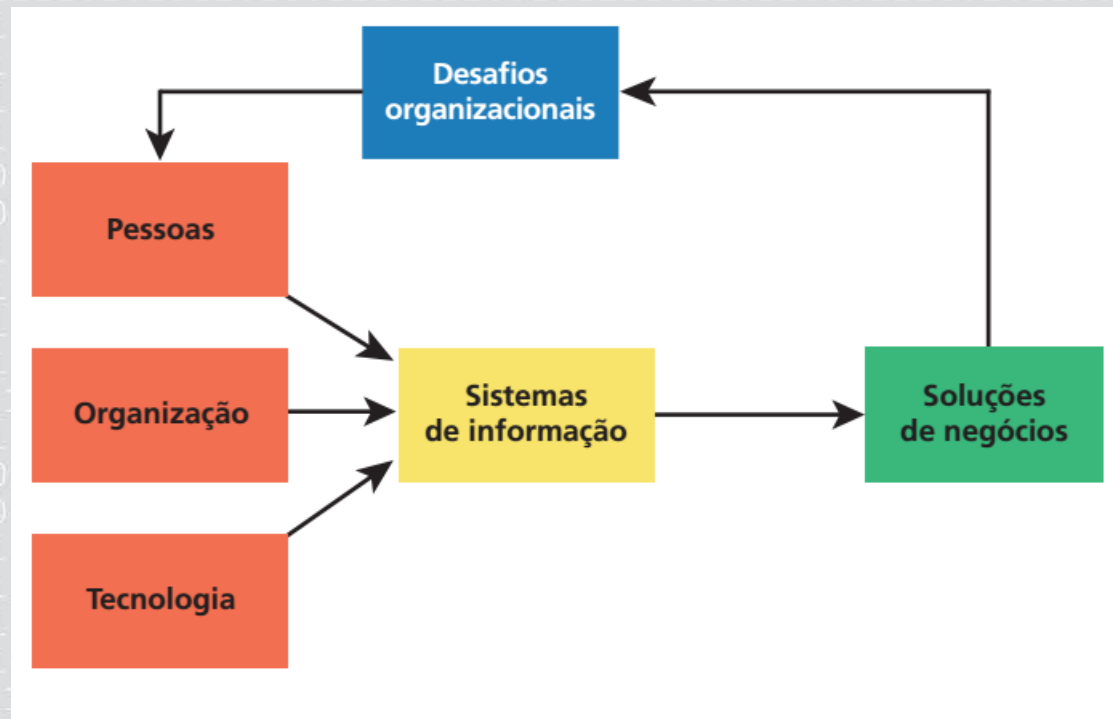 Desafios
organizacionais
Pessoas
Organização
Sistemas
de informação
Soluções
de negócios
Tecnologia